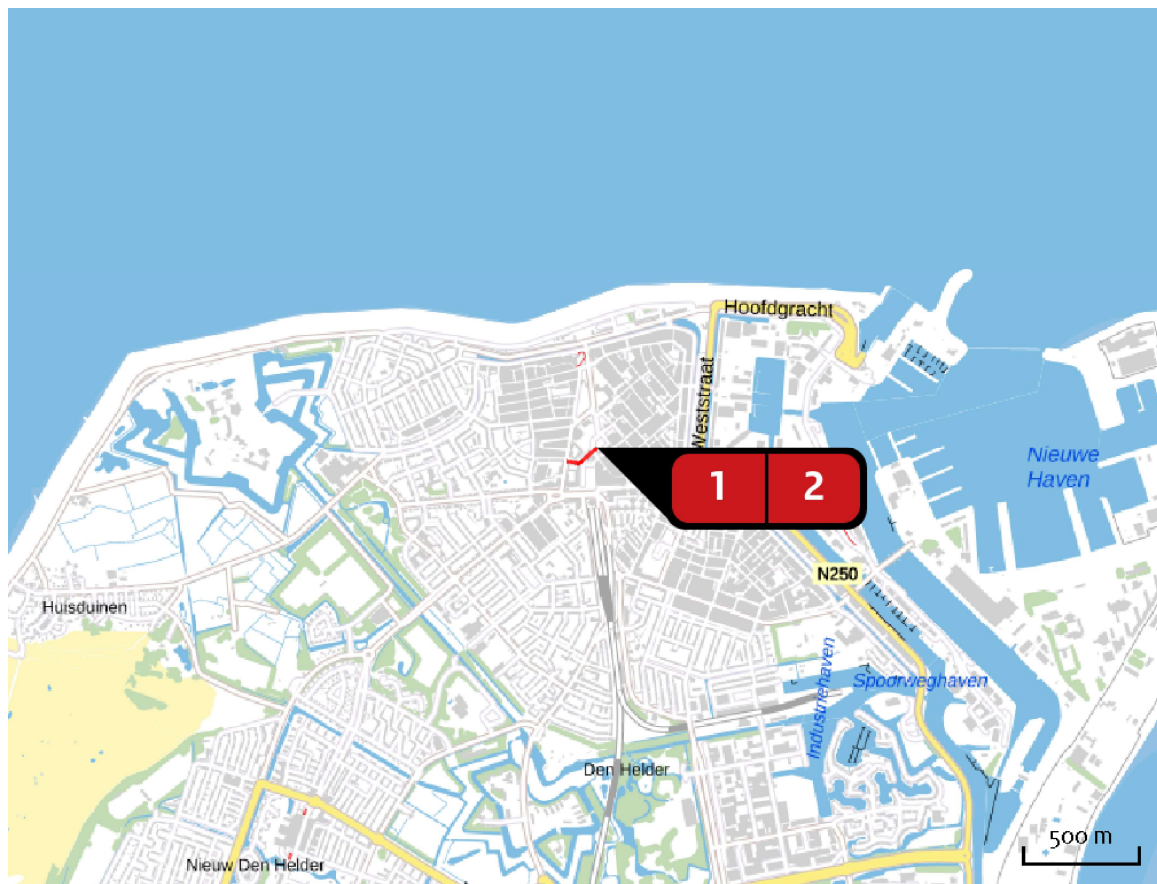 Hoofdgracht
Weststraat
Nieuwe
Haven
1 2
N250
Huisduinen
Industriehaven
Spoorweghaven
Den Helder
500 m
Nieuw Den Helder